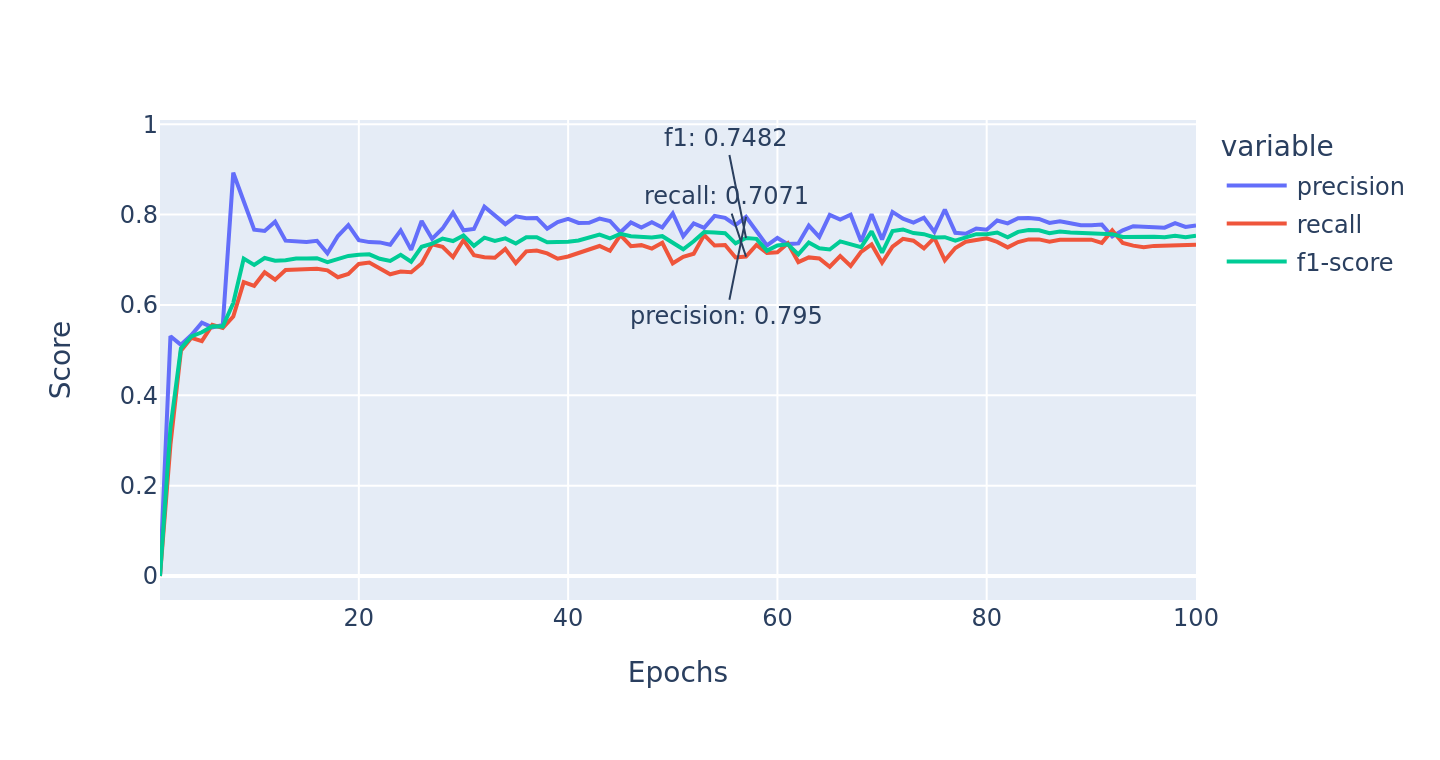 1
0.8
0.6
0.4
0.2
0
Score
f1: 0.7482
recall: 0.7071
precision: 0.795
20
40
60
80
100
Epochs
variable
precision
recall
f1-score